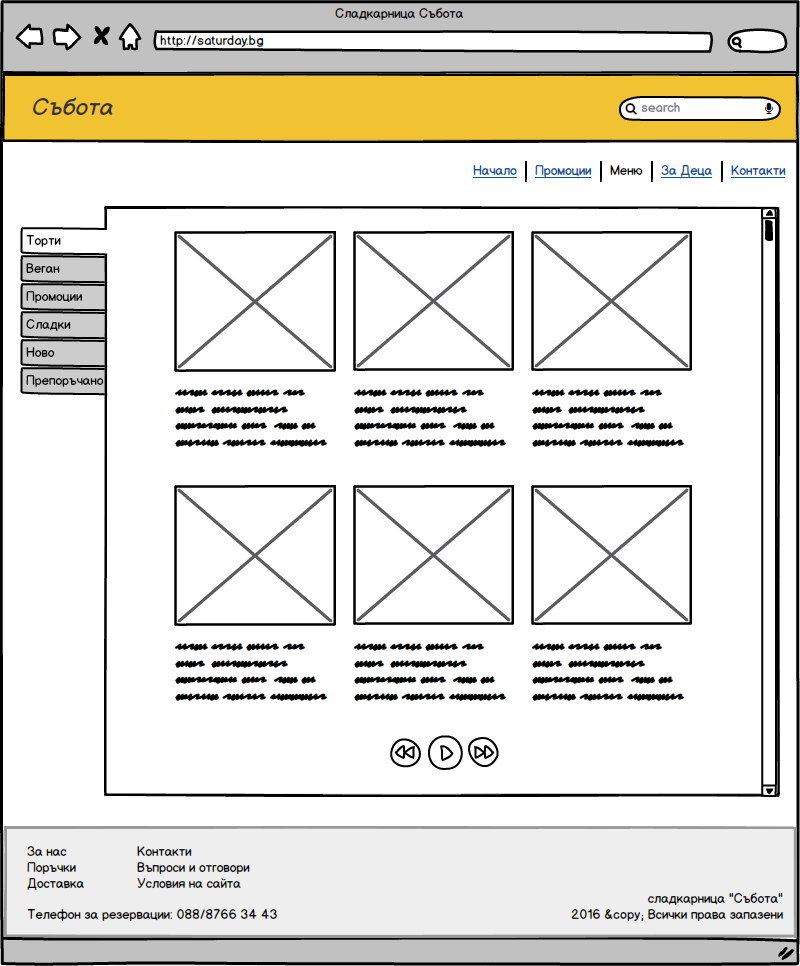 Сладкарница Събота
http://saturday.bg
Събота
search
Начало
Промоции
Меню
За Деца
Контакти
Торти
Веган
Промоции
Сладки
Ново
Препоръчано
За нас
Поръчки
Доставка
Контакти
Въпроси и отговори
Условия на сайта
Телефон за резервации: 088/8766 34 43
сладкарница "Събота"
2016 &copy; Всички права запазени